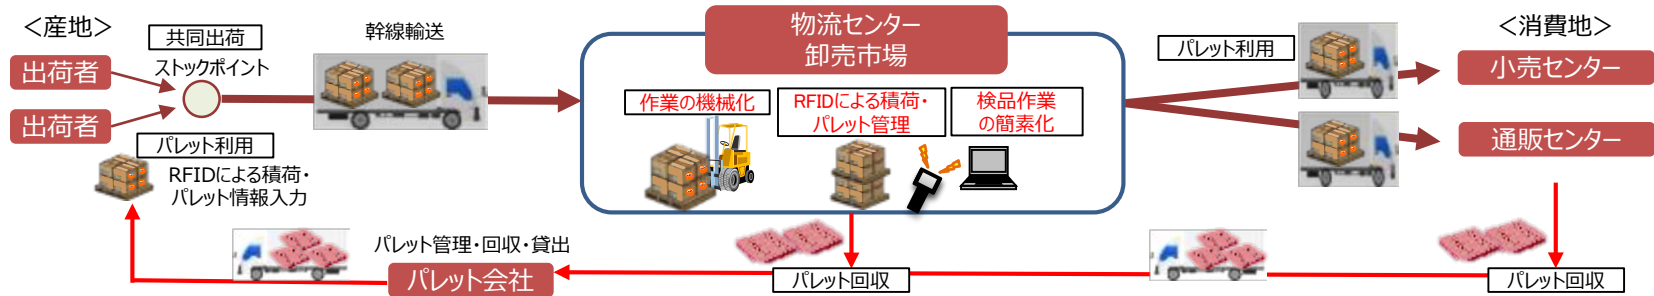 ＜産地＞
出荷者
出荷者
共同出荷
ストックポイント
幹線輸送
パレット利用
RFIDによる積荷・
パレット情報入力
物流センター
卸売市場
作業の機械化
RFIDによる積荷・
パレット管理
検品作業
の簡素化
パレット利用
＜消費地＞
小売センター
通販センター
パレット管理・回収・貸出
パレット会社
パレット回収
パレット回収